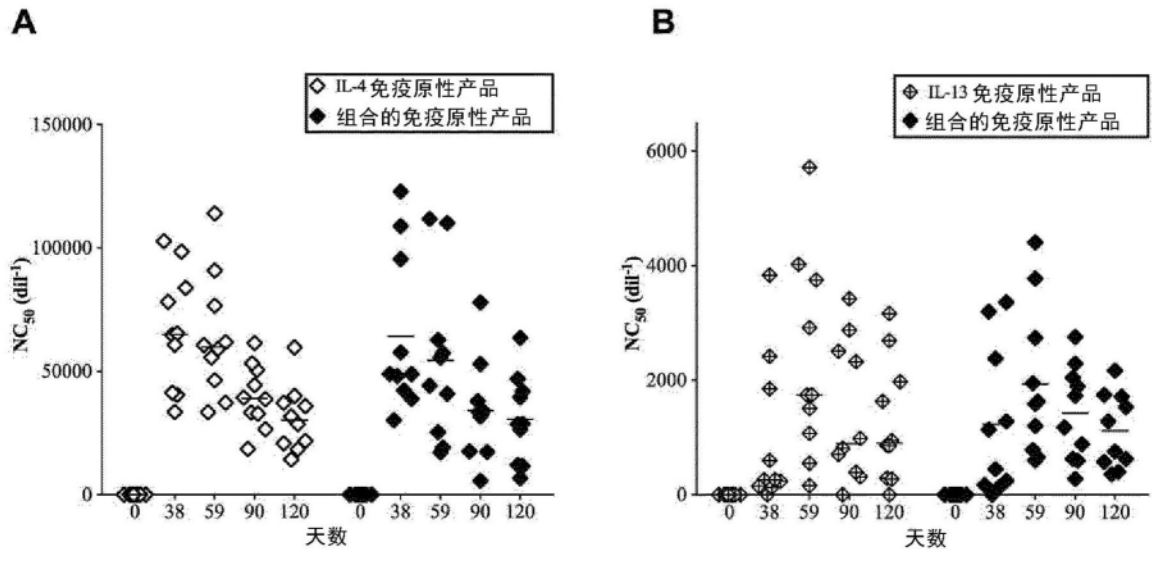 A
IL-4 免疫原性产品
组合的免疫原性产品
150000
100000
50000
0
NC50 (dil-1)
0 38 59 90 120 0 38 59 90 120
天数
B
IL-13 免疫原性产品
组合的免疫原性产品
6000
4000
2000
0
NC50 (dil-1)
0 38 59 90 120 0 38 59 90 120
天数